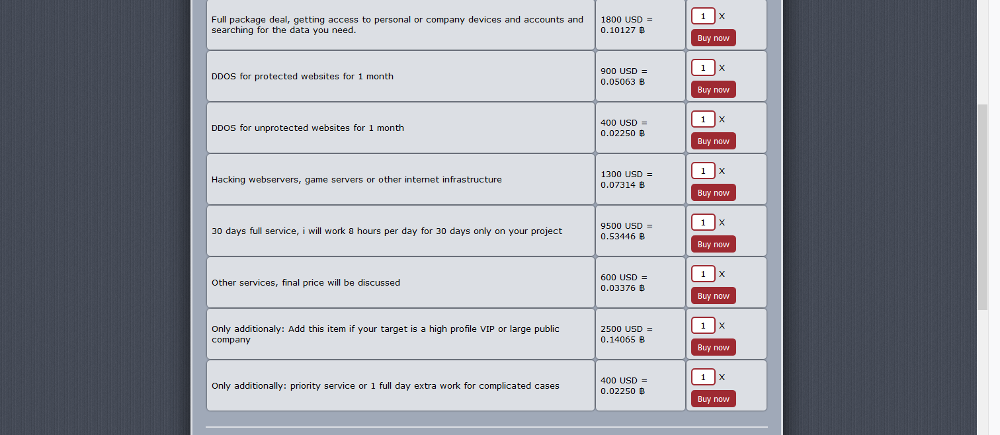 Full package deal, getting access to personal or company devices and accounts and
searching for the data you need.
1800 USD =
0.10127 ฿
1 X
Buy now
DDOS for protected websites for 1 month
900 USD =
0.05063 ฿
1 X
Buy now
DDOS for unprotected websites for 1 month
400 USD =
0.02250 ฿
1 X
Buy now
Hacking webservers, game servers or other internet infrastructure
1300 USD =
0.07314 ฿
1 X
Buy now
30 days full service, i will work 8 hours per day for 30 days only on your project
9500 USD =
0.53446 ฿
1 X
Buy now
Other services, final price will be discussed
600 USD =
0.03376 ฿
1 X
Buy now
Only additionaly: Add this item if your target is a high profile VIP or large public
company
2500 USD =
0.14065 ฿
1 X
Buy now
Only additionally: priority service or 1 full day extra work for complicated cases
400 USD =
0.02250 ฿
1 X
Buy now